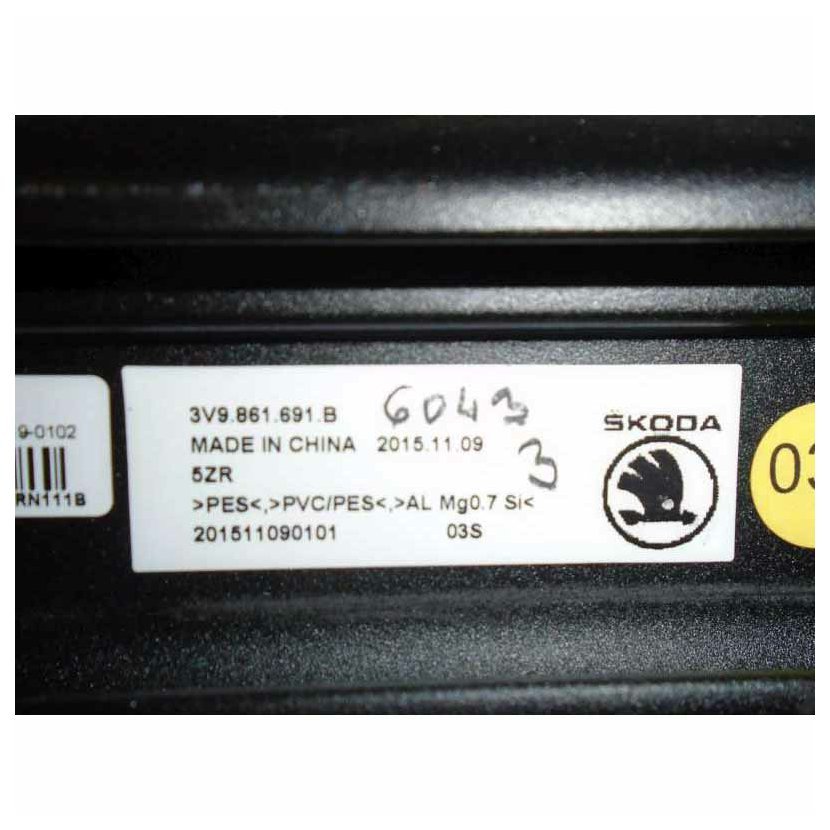 9-0102
RN111B
3V9.861.691.B 6043
MADE IN CHINA 2015.11.09
3
5ZR
>PES<,>PVC/PES<,>AL Mg0.7 Si<
201511090101 03S
ŠKODA
03